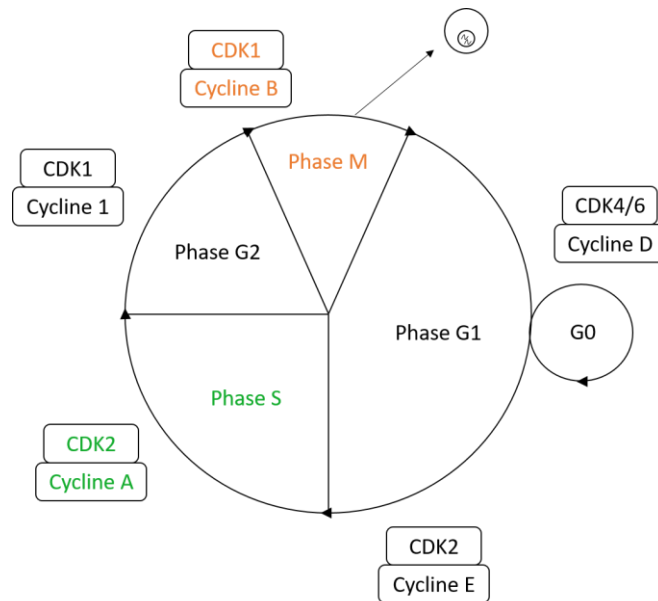 CDK1
Cycline B
Phase M
CDK1
Cycline 1
CDK4/6
Cycline D
Phase G2
Phase G1
G0
Phase S
CDK2
Cycline A
CDK2
Cycline E